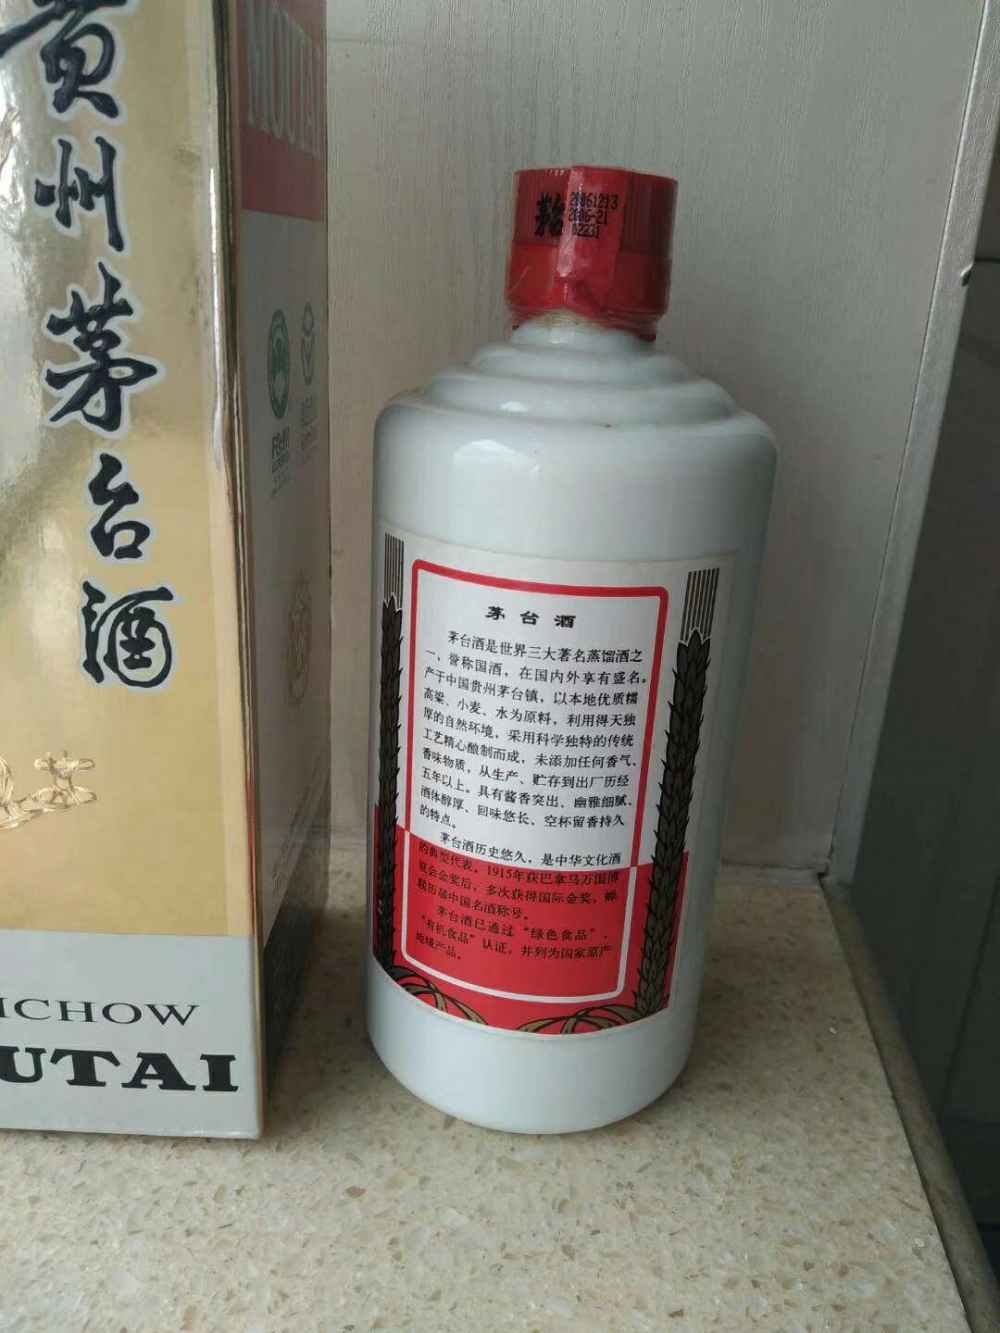 贵州茅台酒
MOUTAI
ICHOW
UTAI
茅台
20061213
2006-21
02231
茅台酒
茅台酒是世界三大著名蒸馏酒之
一，誉称国酒，在国内外享有盛名。
产于中国贵州茅台镇，以本地优质糯
高粱、小麦、水为原料，利用得天独
厚的自然环境，采用科学独特的传统
工艺精心酿制而成，未添加任何香气、
香味物质，从生产、贮存到出厂历经
五年以上。具有酱香突出、幽雅细腻、
酒体醇厚、回味悠长、空杯留香持久
的特点。
茅台酒历史悠久，是中华文化酒
的典型代表。1915年获巴拿马万国博
览会金奖后，多次获得国际金奖，蝉
联历届中国名酒称号。
茅台酒已通过“绿色食品”、
“有机食品”认证，并列为国家原产
地域产品。